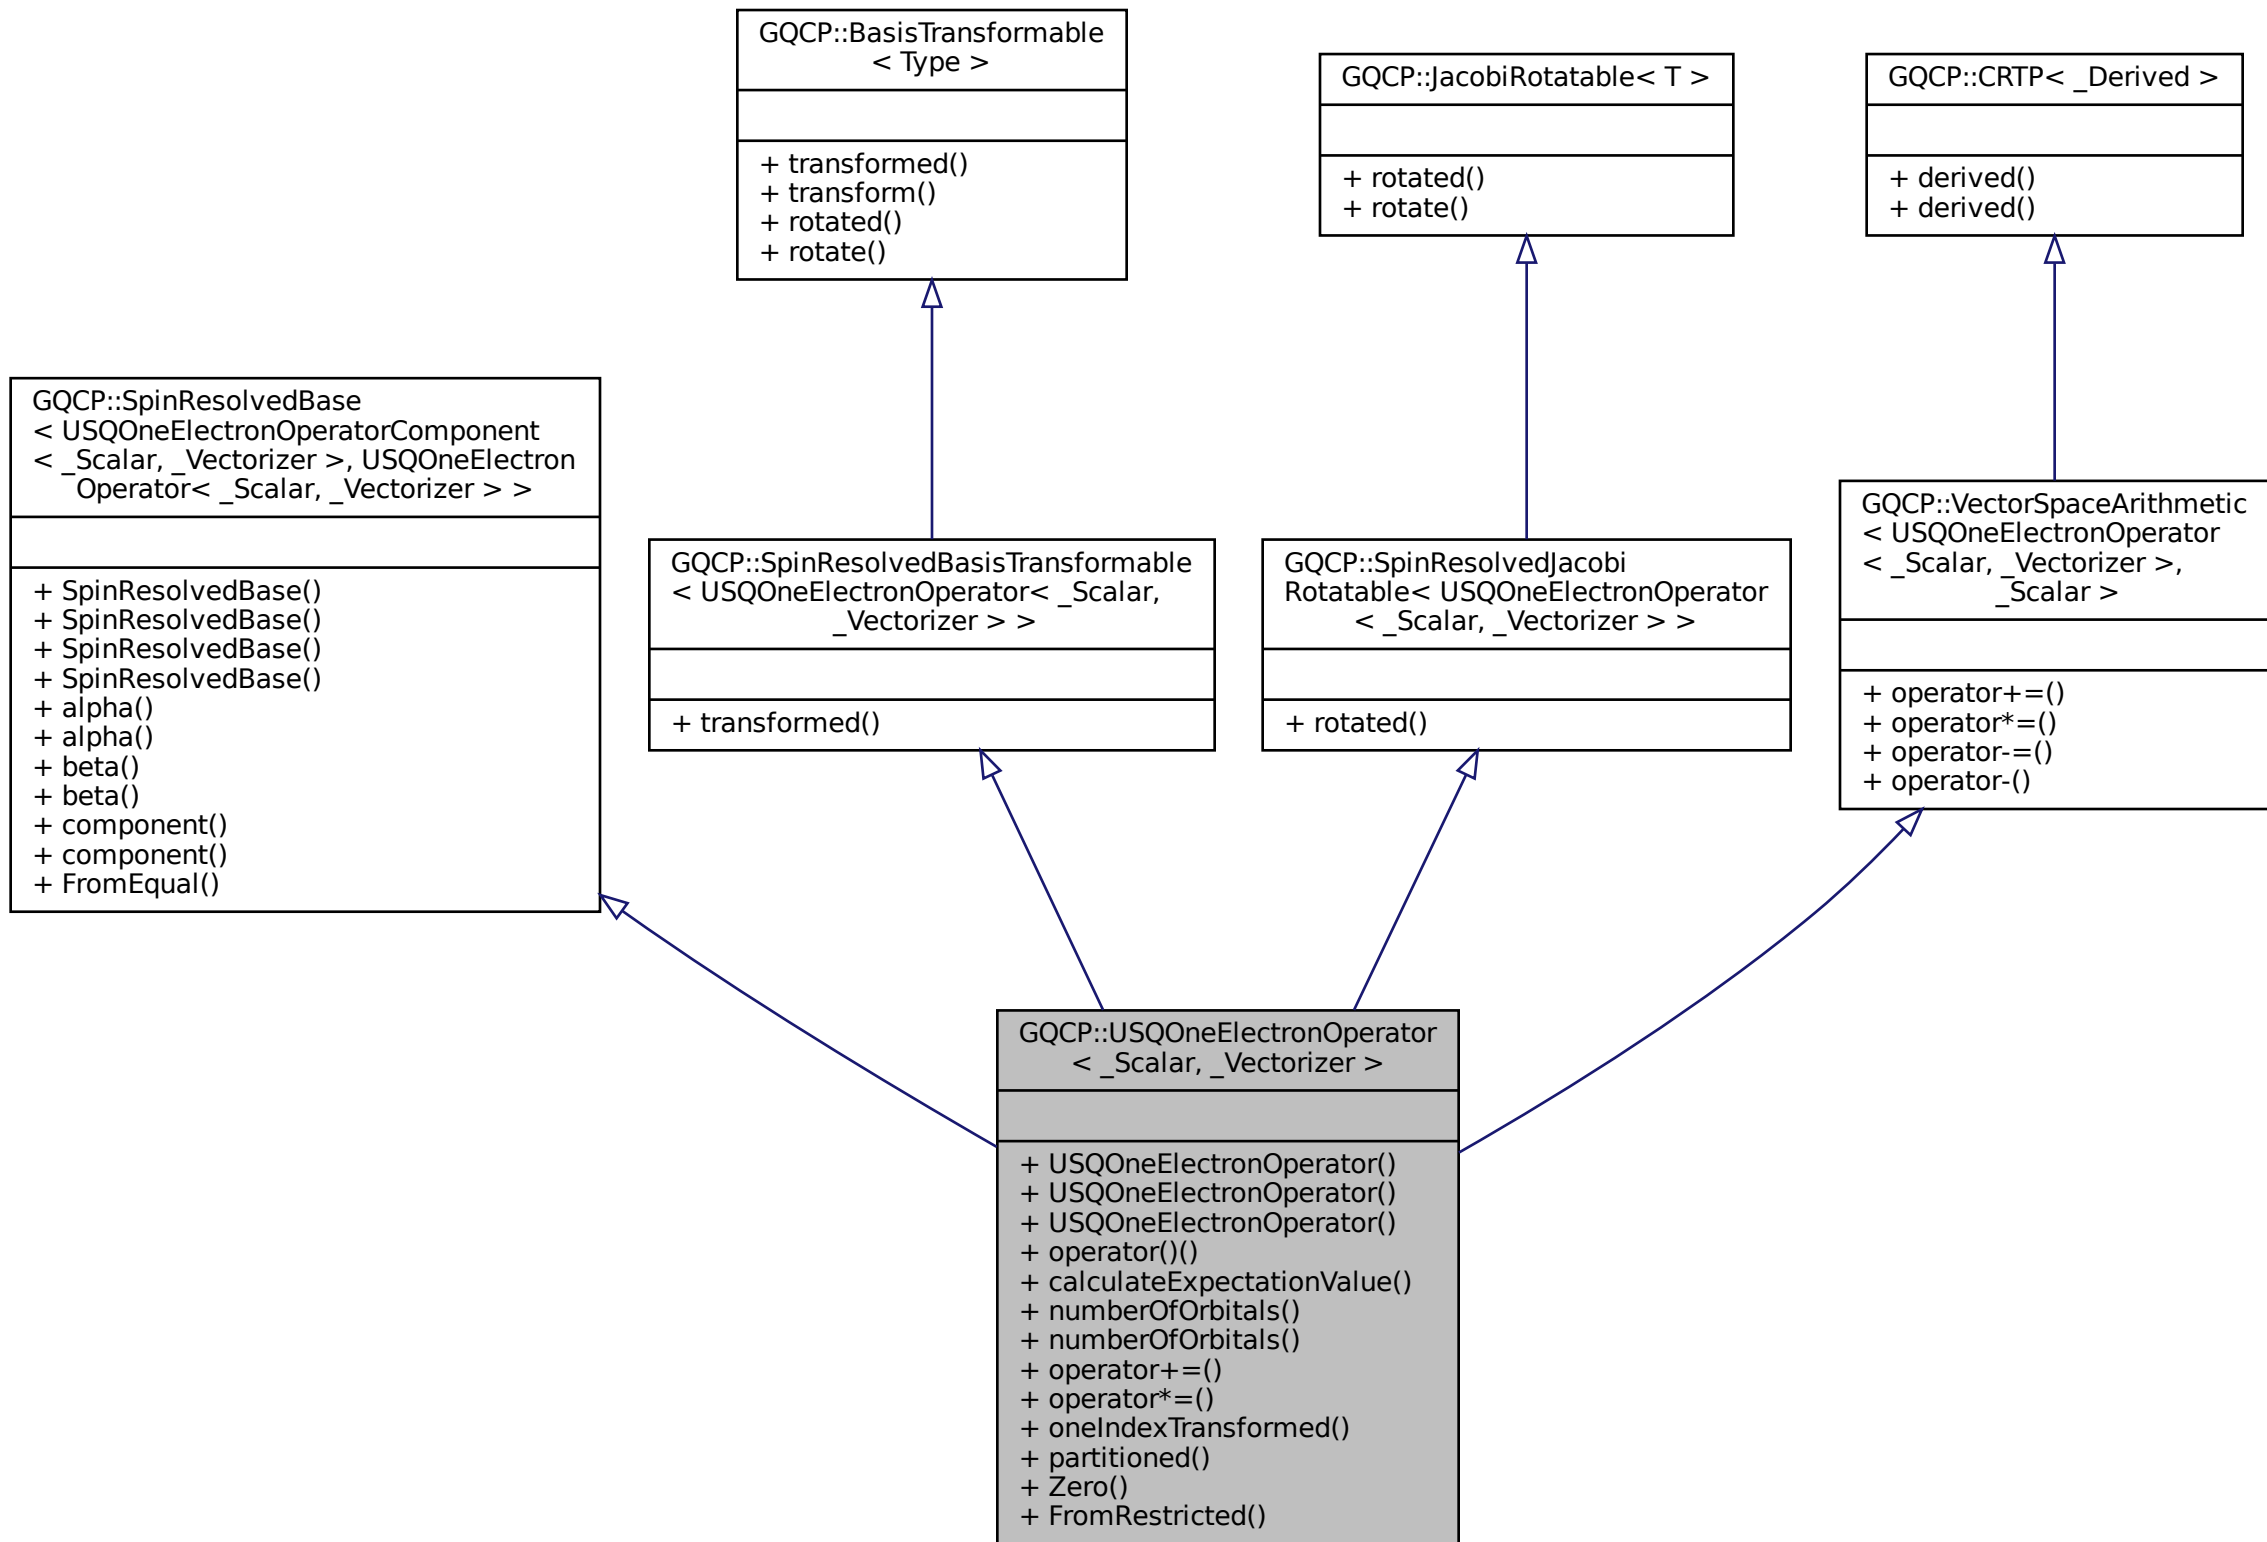 GQCP::BasisTransformable
< Type >
+ transformed()
+ transform()
+ rotated()
+ rotate()
GQCP::JacobiRotatable< T >
+ rotated()
+ rotate()
GQCP::CRTP< _Derived >
+ derived()
+ derived()
GQCP::SpinResolvedBase
< USQOneElectronOperatorComponent
< _Scalar, _Vectorizer >, USQOneElectron
Operator< _Scalar, _Vectorizer > >
+ SpinResolvedBase()
+ SpinResolvedBase()
+ SpinResolvedBase()
+ SpinResolvedBase()
+ alpha()
+ alpha()
+ beta()
+ beta()
+ component()
+ component()
+ FromEqual()
GQCP::SpinResolvedBasisTransformable
< USQOneElectronOperator< _Scalar,
_Vectorizer > >
+ transformed()
GQCP::SpinResolvedJacobi
Rotatable< USQOneElectronOperator
< _Scalar, _Vectorizer > >
+ rotated()
GQCP::VectorSpaceArithmetic
< USQOneElectronOperator
< _Scalar, _Vectorizer >,
_Scalar >
+ operator+=()
+ operator*=()
+ operator-=()
+ operator-()
GQCP::USQOneElectronOperator
< _Scalar, _Vectorizer >
+ USQOneElectronOperator()
+ USQOneElectronOperator()
+ USQOneElectronOperator()
+ operator()()
+ calculateExpectationValue()
+ numberOfOrbitals()
+ numberOfOrbitals()
+ operator+=()
+ operator*=()
+ oneIndexTransformed()
+ partitioned()
+ Zero()
+ FromRestricted()